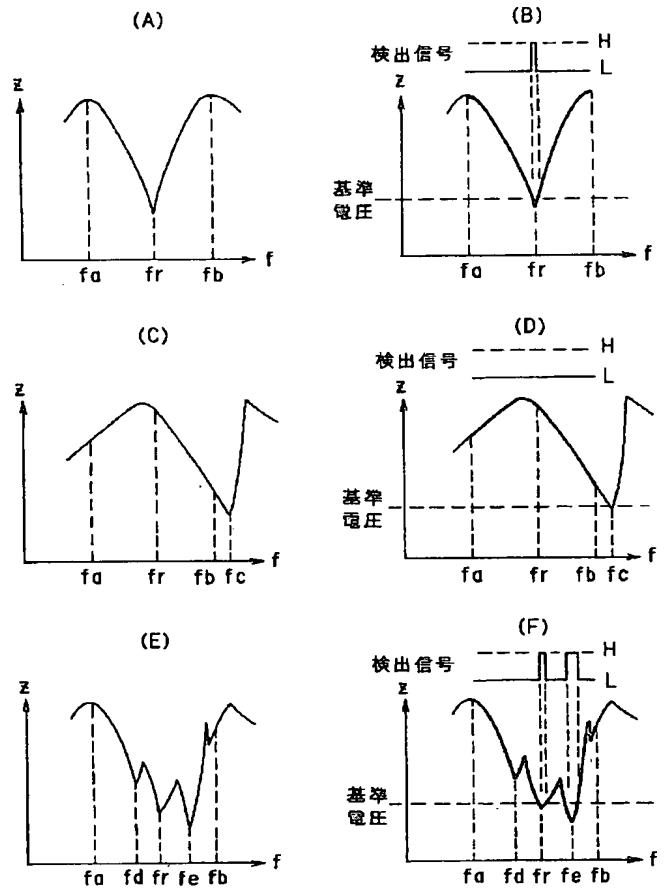 (A)
Z
f
fa fr fb
(B)
検出信号
H
L
Z
基準
電圧
f
fa fr fb
(C)
Z
f
fa fr fb fc
(D)
検出信号
H
L
Z
基準
電圧
f
fa fr fb fc
(E)
Z
f
fa fd fr fe fb
(F)
検出信号
H
L
Z
基準
電圧
f
fa fd fr fe fb